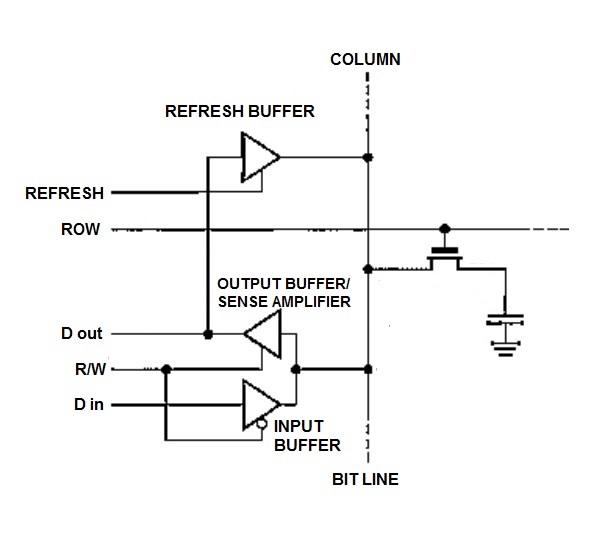 COLUMN
REFRESH BUFFER
REFRESH
ROW
OUTPUT BUFFER/
SENSE AMPLIFIER
D out
R/W
D in
INPUT
BUFFER
BIT LINE